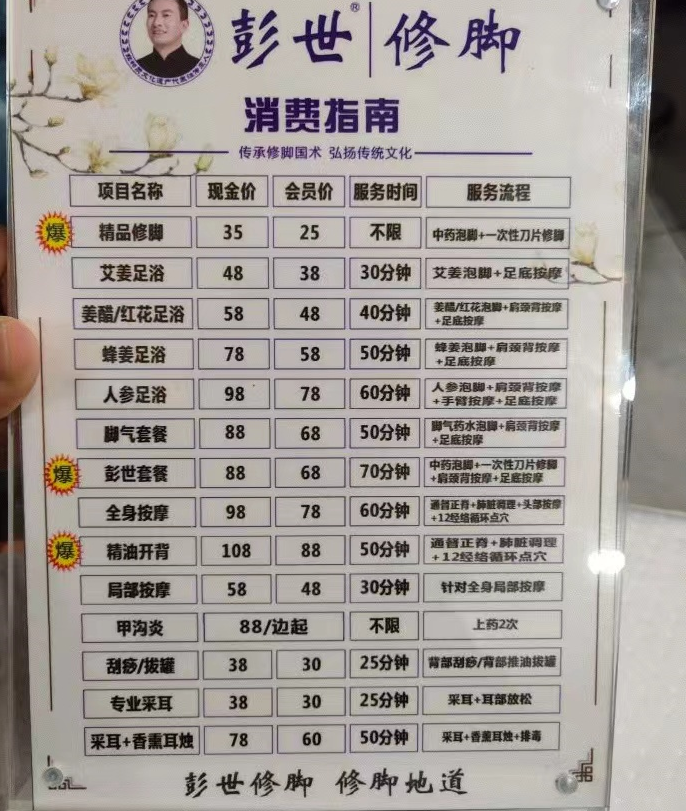 彭世®修脚
消费指南
传承修脚国术 弘扬传统文化
项目名称 现金价 会员价 服务时间 服务流程
爆 精品修脚 35 25 不限 中药泡脚+一次性刀片修脚
艾姜足浴 48 38 30分钟 艾姜泡脚+足底按摩
姜醋/红花足浴 58 48 40分钟 姜醋/红花泡脚+肩颈背按摩
+足底按摩
蜂姜足浴 78 58 50分钟 蜂姜泡脚+肩颈背按摩
+足底按摩
人参足浴 98 78 60分钟 人参泡脚+肩颈背按摩
+手臂按摩+足底按摩
脚气套餐 88 68 50分钟 脚气药水泡脚+肩颈背按摩
+足底按摩
爆 彭世套餐 88 68 70分钟 中药泡脚+一次性刀片修脚
+肩颈背按摩+足底按摩
全身按摩 98 78 60分钟 通督正脊+肺脏调理+头部按摩
+12经络循环点穴
爆 精油开背 108 88 50分钟 通督正脊+肺脏调理
+12经络循环点穴
局部按摩 58 48 30分钟 针对全身局部按摩
甲沟炎 88/边起 不限 上药2次
刮痧/拔罐 38 30 25分钟 背部刮痧/背部推油拔罐
专业采耳 38 30 25分钟 采耳+耳部放松
采耳+香薰耳烛 78 60 50分钟 采耳+香薰耳烛+排毒
彭世修脚 修脚地道